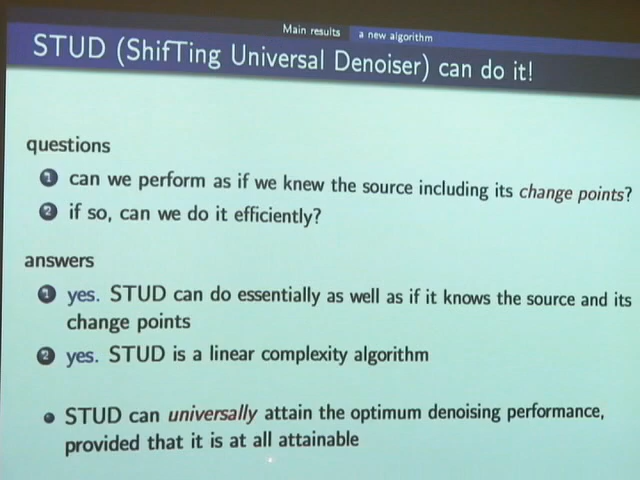 Main results a new algorithm
STUD (ShifTing Universal Denoiser) can do it!
questions
1 can we perform as if we knew the source including its change points?
2 if so, can we do it efficiently?
answers
1 yes. STUD can do essentially as well as if it knows the source and its
change points
2 yes. STUD is a linear complexity algorithm
• STUD can universally attain the optimum denoising performance,
provided that it is at all attainable